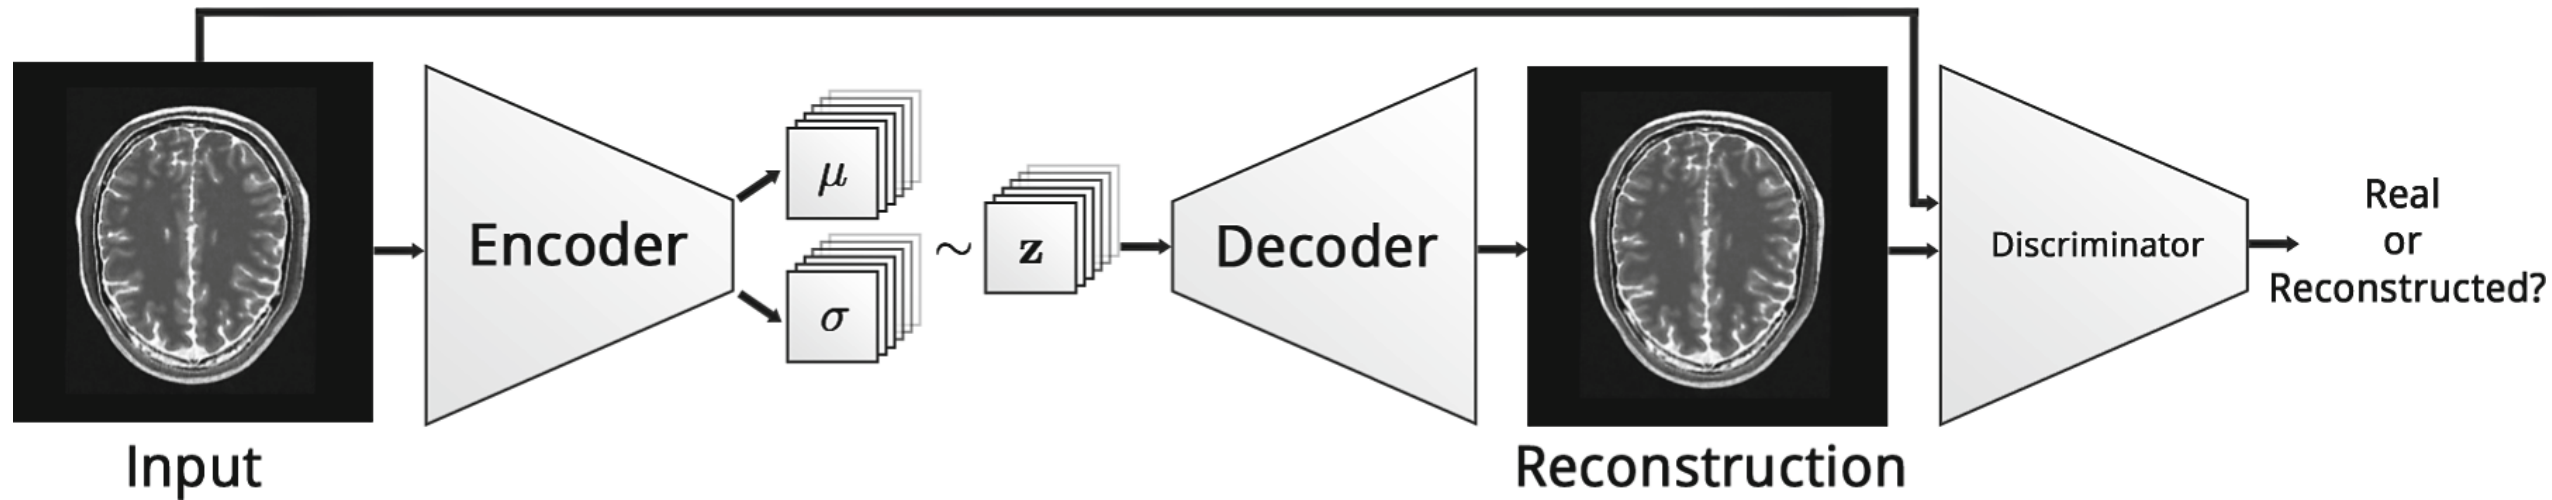 Input
Encoder
μ
σ
~
z
Decoder
Reconstruction
Discriminator
Real
or
Reconstructed?